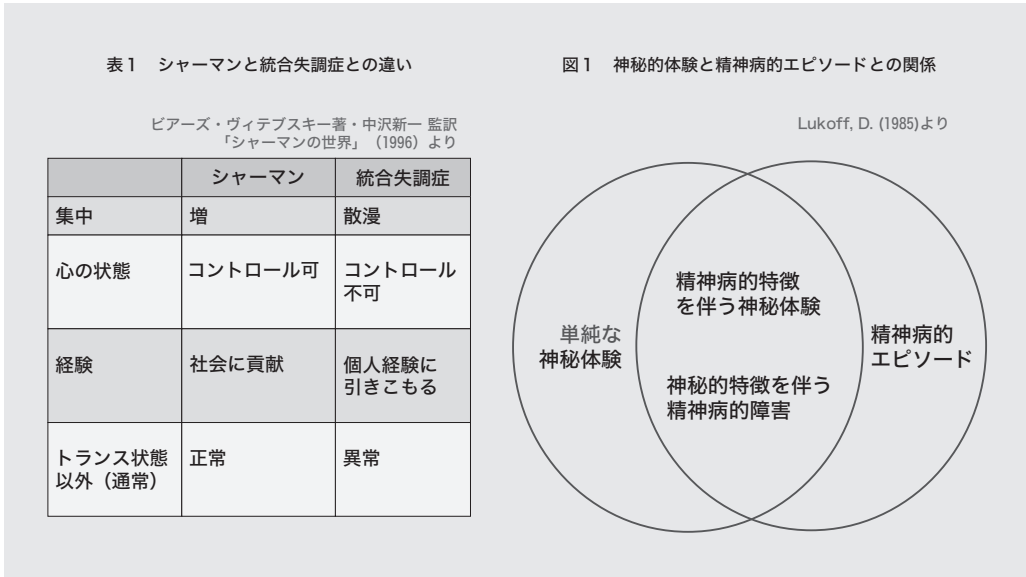 表1 シャーマンと統合失調症との違い
ピアーズ・ヴィテブスキー著・中沢新一 監訳
「シャーマンの世界」（1996）より
シャーマン 統合失調症
集中 増 散漫
心の状態 コントロール可 コントロール
不可
経験 社会に貢献 個人経験に
引きこもる
トランス状態 正常 異常
以外（通常）
図1 神秘的体験と精神病的エピソードとの関係
Lukoff, D. (1985)より
単純な
神秘体験
精神病的特徴
を伴う神秘体験
神秘的特徴を伴う
精神病的障害
精神病的
エピソード